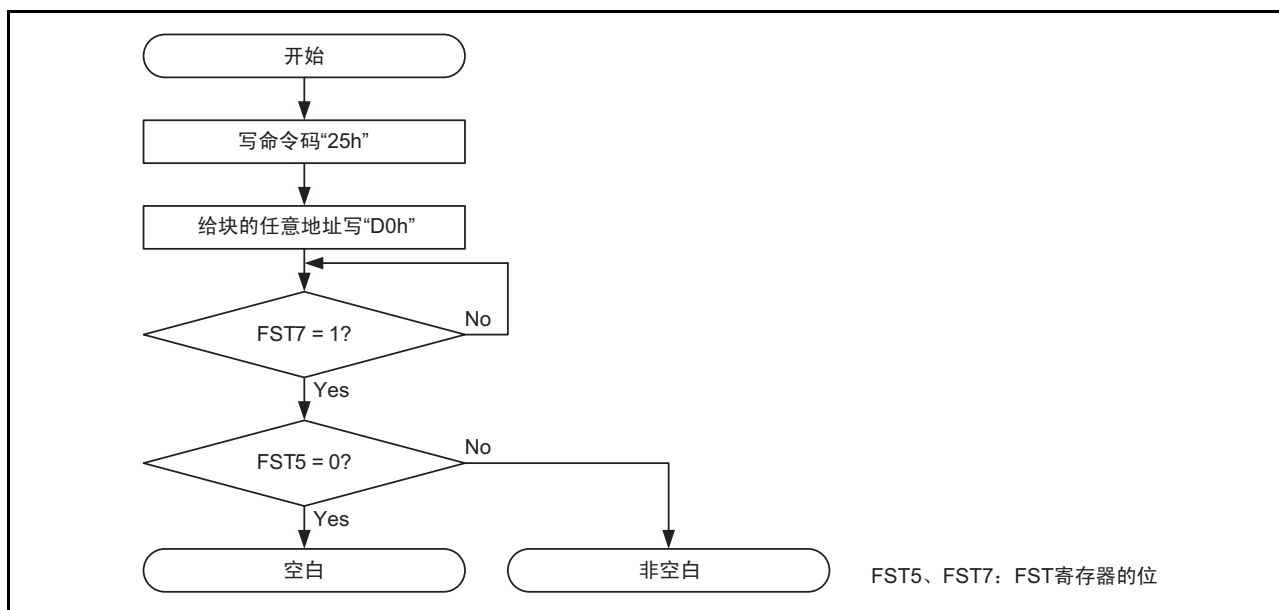 开始
写命令码“25h”
给块的任意地址写“D0h”
FST7 = 1?
No
Yes
FST5 = 0?
No
Yes
空白
非空白
FST5、FST7：FST寄存器的位